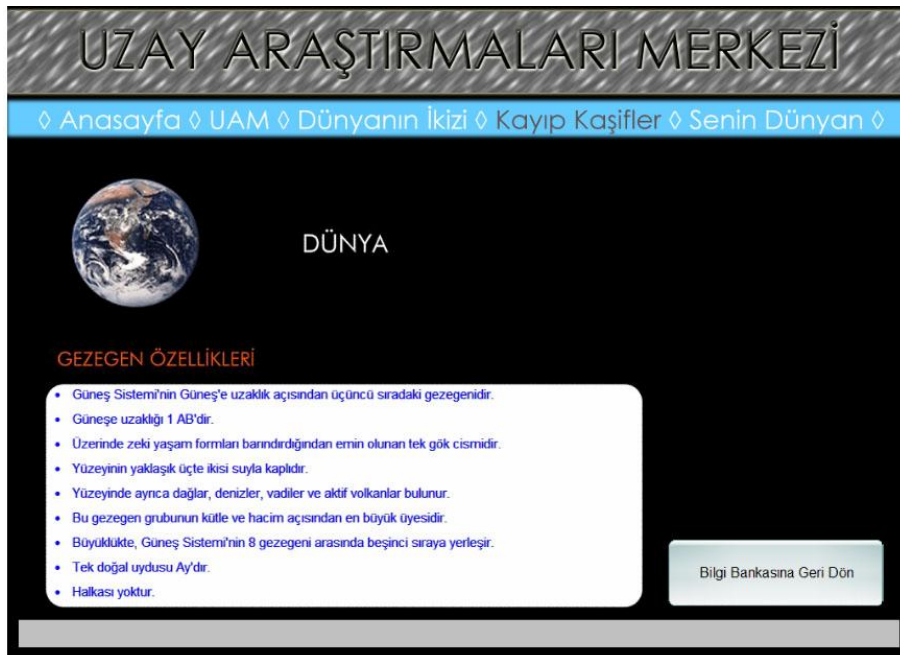 UZAY ARAŞTIRMALARI MERKEZİ
◊ Anasayfa ◊ UAM ◊ Dünyanın İkizi ◊ Kayıp Kaşifler ◊ Senin Dünyan ◊
DÜNYA
GEZEGEN ÖZELLİKLERİ
• Güneş Sistemi'nin Güneş'e uzaklık açısından üçüncü sıradaki gezegenidir.
• Güneşe uzaklığı 1 AB'dir.
• Üzerinde zeki yaşam formları barındırdığından emin olunan tek gök cismidir.
• Yüzeyinin yaklaşık üçte ikisi suyla kaplıdır.
• Yüzeyinde ayrıca dağlar, denizler, vadiler ve aktif volkanlar bulunur.
• Bu gezegen grubunun kütle ve hacim açısından en büyük üyesidir.
• Büyüklükte, Güneş Sistemi'nin 8 gezegeni arasında beşinci sıraya yerleşir.
• Tek doğal uydusu Ay'dır.
• Halkası yoktur.
Bilgi Bankasına Geri Dön